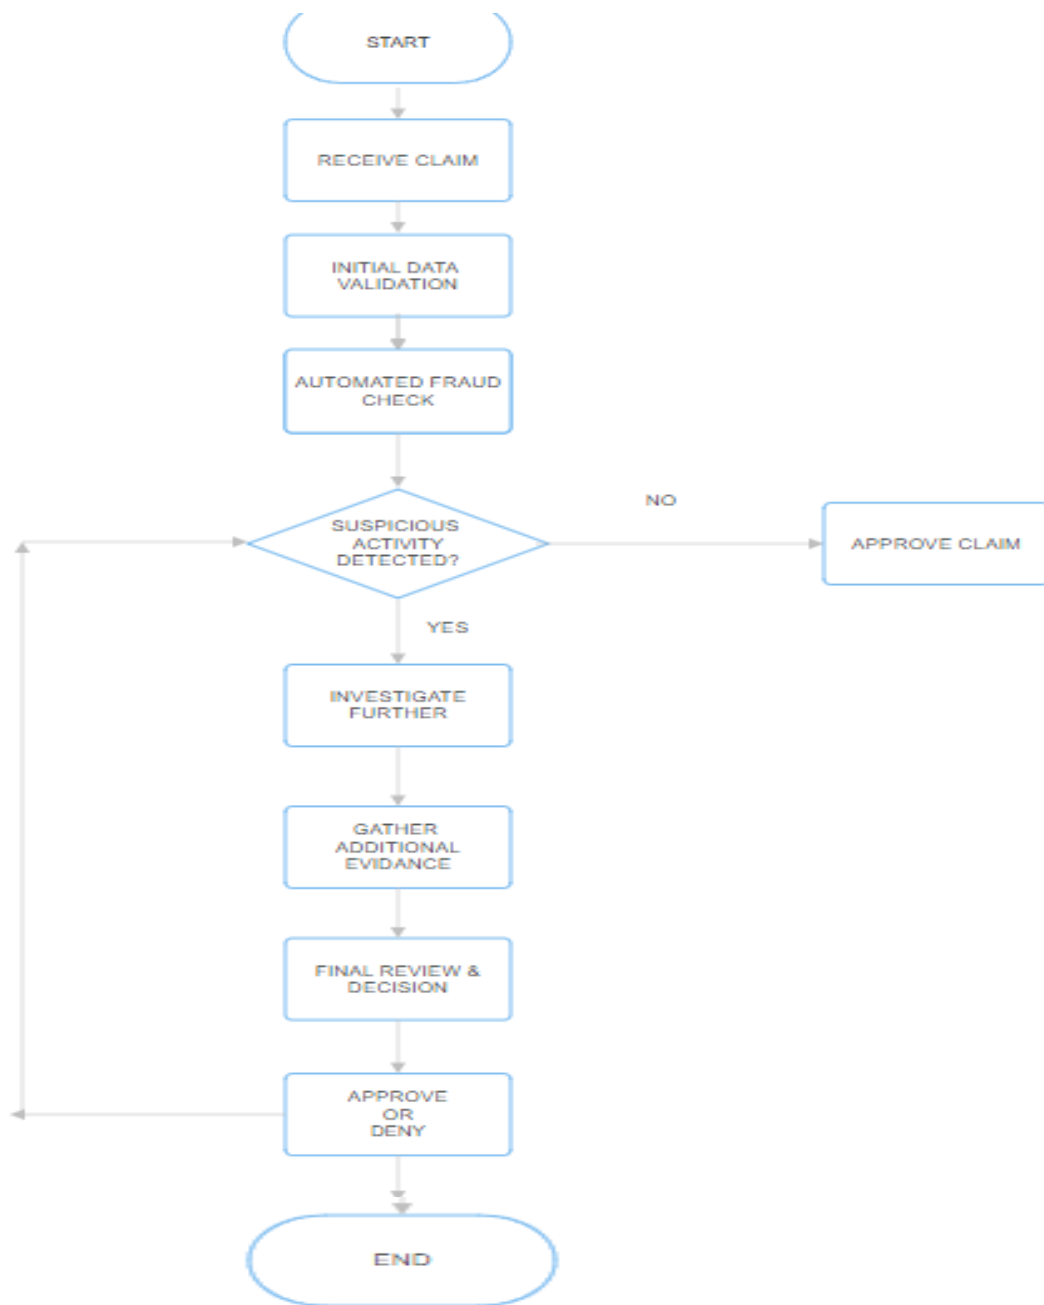 START
RECEIVE CLAIM
INITIAL DATA
VALIDATION
AUTOMATED FRAUD
CHECK
SUSPICIOUS
ACTIVITY
DETECTED?
NO
APPROVE CLAIM
YES
INVESTIGATE
FURTHER
GATHER
ADDITIONAL
EVIDANCE
FINAL REVIEW &
DECISION
APPROVE
OR
DENY
END